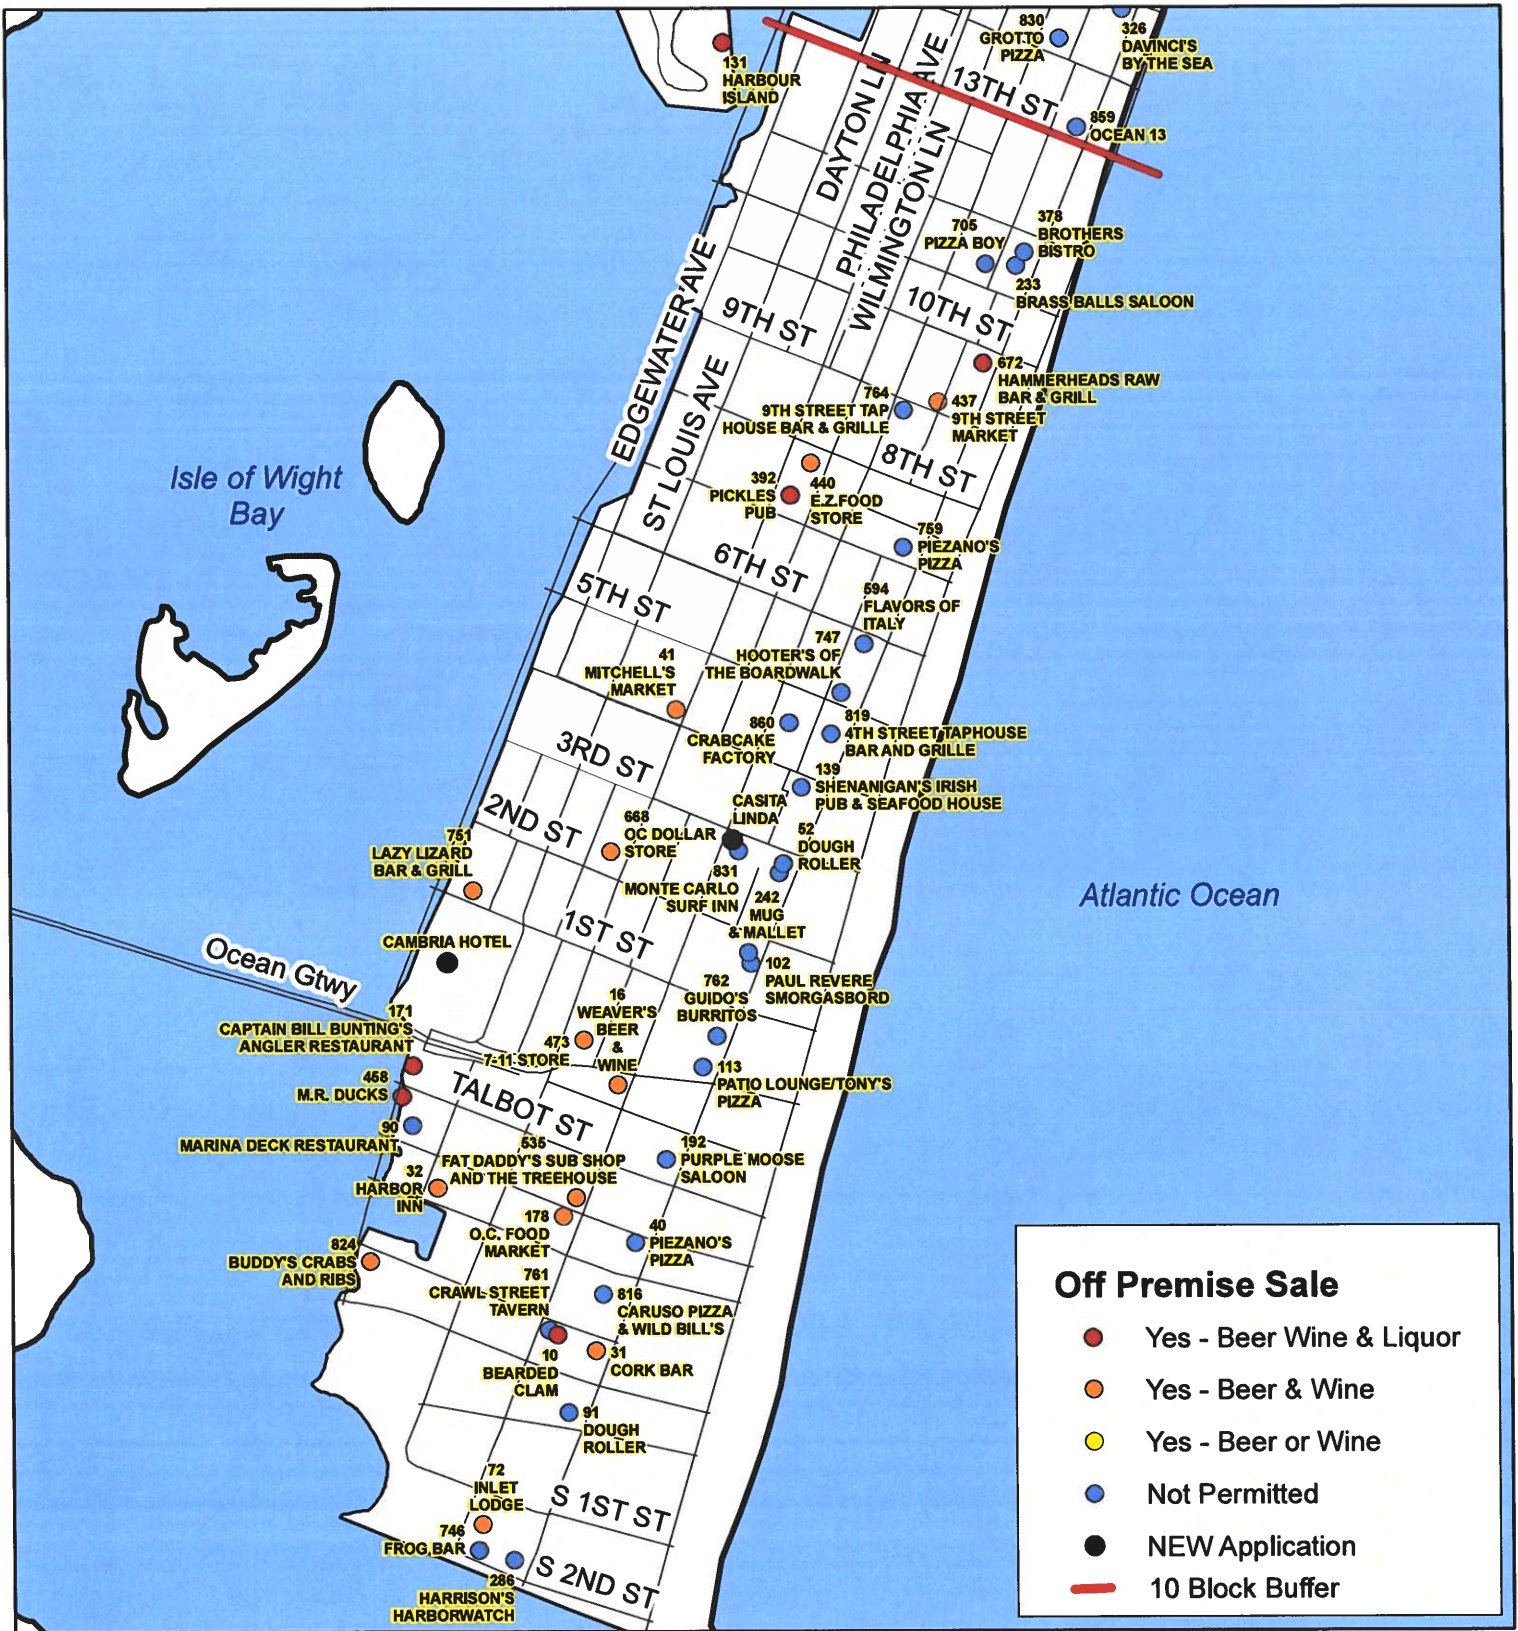 830
GROTTO
PIZZA
326
DAVINCI'S
BY THE SEA
131
HARBOUR
ISLAND
13TH ST
859
OCEAN 13
DAYTON LN
PHILADELPHIA AVE
WILMINGTON LN
705
PIZZA BOY
378
BROTHERS
BISTRO
233
BRASS BALLS SALOON
EDGEWATER AVE
9TH ST
10TH ST
672
HAMMERHEADS RAW
BAR & GRILL
764
9TH STREET TAP
HOUSE BAR & GRILLE
437
9TH STREET
MARKET
ST LOUIS AVE
8TH ST
Isle of Wight
Bay
392
PICKLES
PUB
440
E.Z.FOOD
STORE
759
PIEZANO'S
PIZZA
6TH ST
5TH ST
594
FLAVORS OF
ITALY
747
HOOTER'S OF
THE BOARDWALK
41
MITCHELL'S
MARKET
860
CRABCAKE
FACTORY
819
4TH STREET TAPHOUSE
BAR AND GRILLE
3RD ST
139
SHENANIGAN'S IRISH
PUB & SEAFOOD HOUSE
CASITA
LINDA
2ND ST
668
OC DOLLAR
STORE
52
DOUGH
ROLLER
751
LAZY LIZARD
BAR & GRILL
831
MONTE CARLO
SURF INN
242
MUG
& MALLET
Atlantic Ocean
1ST ST
CAMBRIA HOTEL
Ocean Gtwy
102
PAUL REVERE
SMORGASBORD
762
GUIDO'S
BURRITOS
16
WEAVER'S
BEER
&
WINE
171
CAPTAIN BILL BUNTING'S
ANGLER RESTAURANT
473
7-11 STORE
113
PATIO LOUNGE/TONY'S
PIZZA
458
M.R. DUCKS
TALBOT ST
90
MARINA DECK RESTAURANT
535
FAT DADDY'S SUB SHOP
AND THE TREEHOUSE
192
PURPLE MOOSE
SALOON
32
HARBOR
INN
178
O.C. FOOD
MARKET
40
PIEZANO'S
PIZZA
824
BUDDY'S CRABS
AND RIBS
761
CRAWL STREET
TAVERN
816
CARUSO PIZZA
& WILD BILL'S
10
BEARDED
CLAM
31
CORK BAR
91
DOUGH
ROLLER
72
INLET
LODGE
S 1ST ST
746
FROG BAR
S 2ND ST
286
HARRISON'S
HARBORWATCH
Off Premise Sale
Yes - Beer Wine & Liquor
Yes - Beer & Wine
Yes - Beer or Wine
Not Permitted
NEW Application
10 Block Buffer